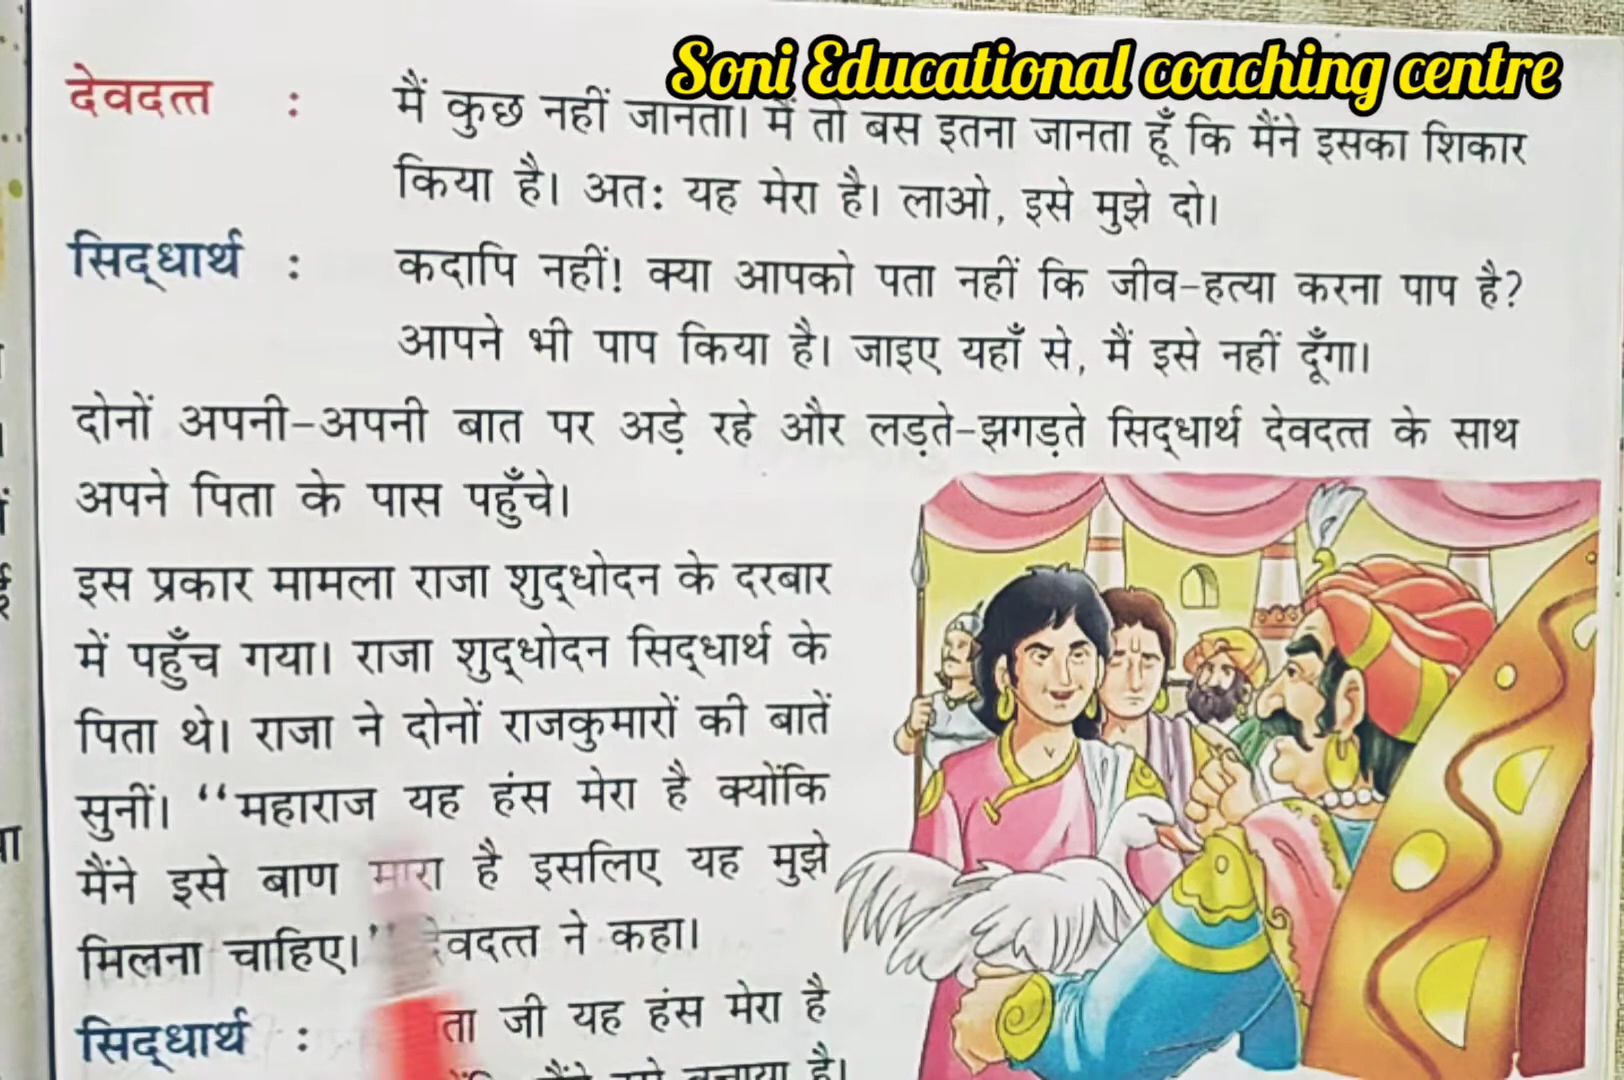 Soni Educational coaching centre
देवदत्त : मैं कुछ नहीं जानता। मैं तो बस इतना जानता हूँ कि मैंने इसका शिकार
किया है। अतः यह मेरा है। लाओ, इसे मुझे दो।
सिद्धार्थ : कदापि नहीं! क्या आपको पता नहीं कि जीव-हत्या करना पाप है?
आपने भी पाप किया है। जाइए यहाँ से, मैं इसे नहीं दूँगा।
दोनों अपनी-अपनी बात पर अड़े रहे और लड़ते-झगड़ते सिद्धार्थ देवदत्त के साथ
अपने पिता के पास पहुँचे।
इस प्रकार मामला राजा शुद्धोदन के दरबार
में पहुँच गया। राजा शुद्धोदन सिद्धार्थ के
पिता थे। राजा ने दोनों राजकुमारों की बातें
सुनीं। ‘‘महाराज यह हंस मेरा है क्योंकि
मैंने इसे बाण मारा है इसलिए यह मुझे
मिलना चाहिए।’’ देवदत्त ने कहा।
सिद्धार्थ : जी यह हंस मेरा है
है।